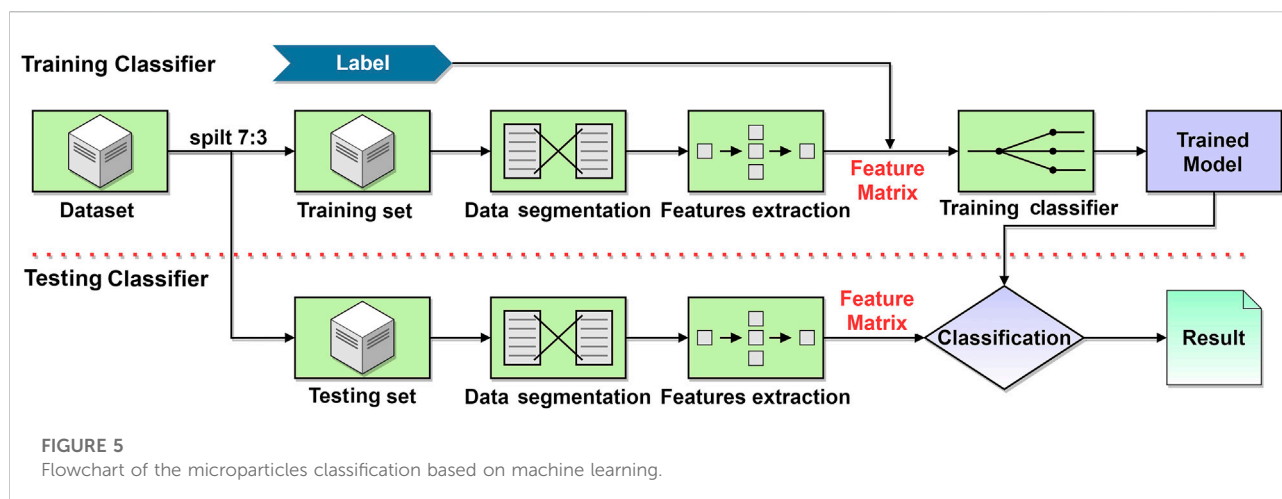 Training Classifier
Label
spilt 7:3
Dataset
Training set
Data segmentation
Features extraction
Feature
Matrix
Training classifier
Trained
Model
Testing Classifier
Testing set
Data segmentation
Features extraction
Feature
Matrix
Classification
Result
FIGURE 5
Flowchart of the microparticles classification based on machine learning.